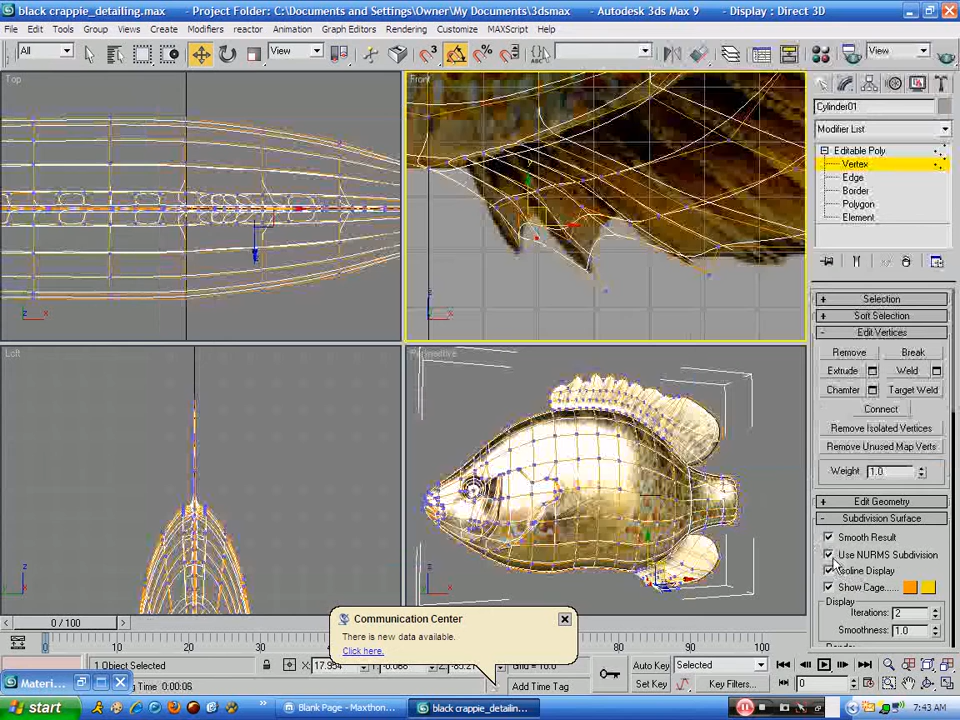 black crappie_detailing.max - Project Folder: C:\Documents and Settings\Owner\My Documents\3dsmax - Autodesk 3ds Max 9 - Display : Direct 3D
File Edit Tools Group Views Create Modifiers reactor Animation Graph Editors Rendering Customize MAXScript Help
All
View
View
Top
Front
Cylinder01
Modifier List
Editable Poly
Vertex
Edge
Border
Polygon
Element
Selection
Soft Selection
Edit Vertices
Remove Break
Extrude Weld
Chamfer Target Weld
Connect
Remove Isolated Vertices
Remove Unused Map Verts
Weight: 1.0
Edit Geometry
Subdivision Surface
Smooth Result
Use NURMS Subdivision
Isoline Display
Show Cage......
Display
Iterations: 2
Smoothness: 1.0
Left
Perspective
Communication Center
There is new data available.
Click here.
0 / 100
0 10 20 30 80 90 100
1 Object Selected
Auto Key Selected
Set Key Key Filters...
0
Materi...
Time: 0:00:06
Add Time Tag
start
Blank Page - Maxthon...
black crappie_detailin...
7:43 AM